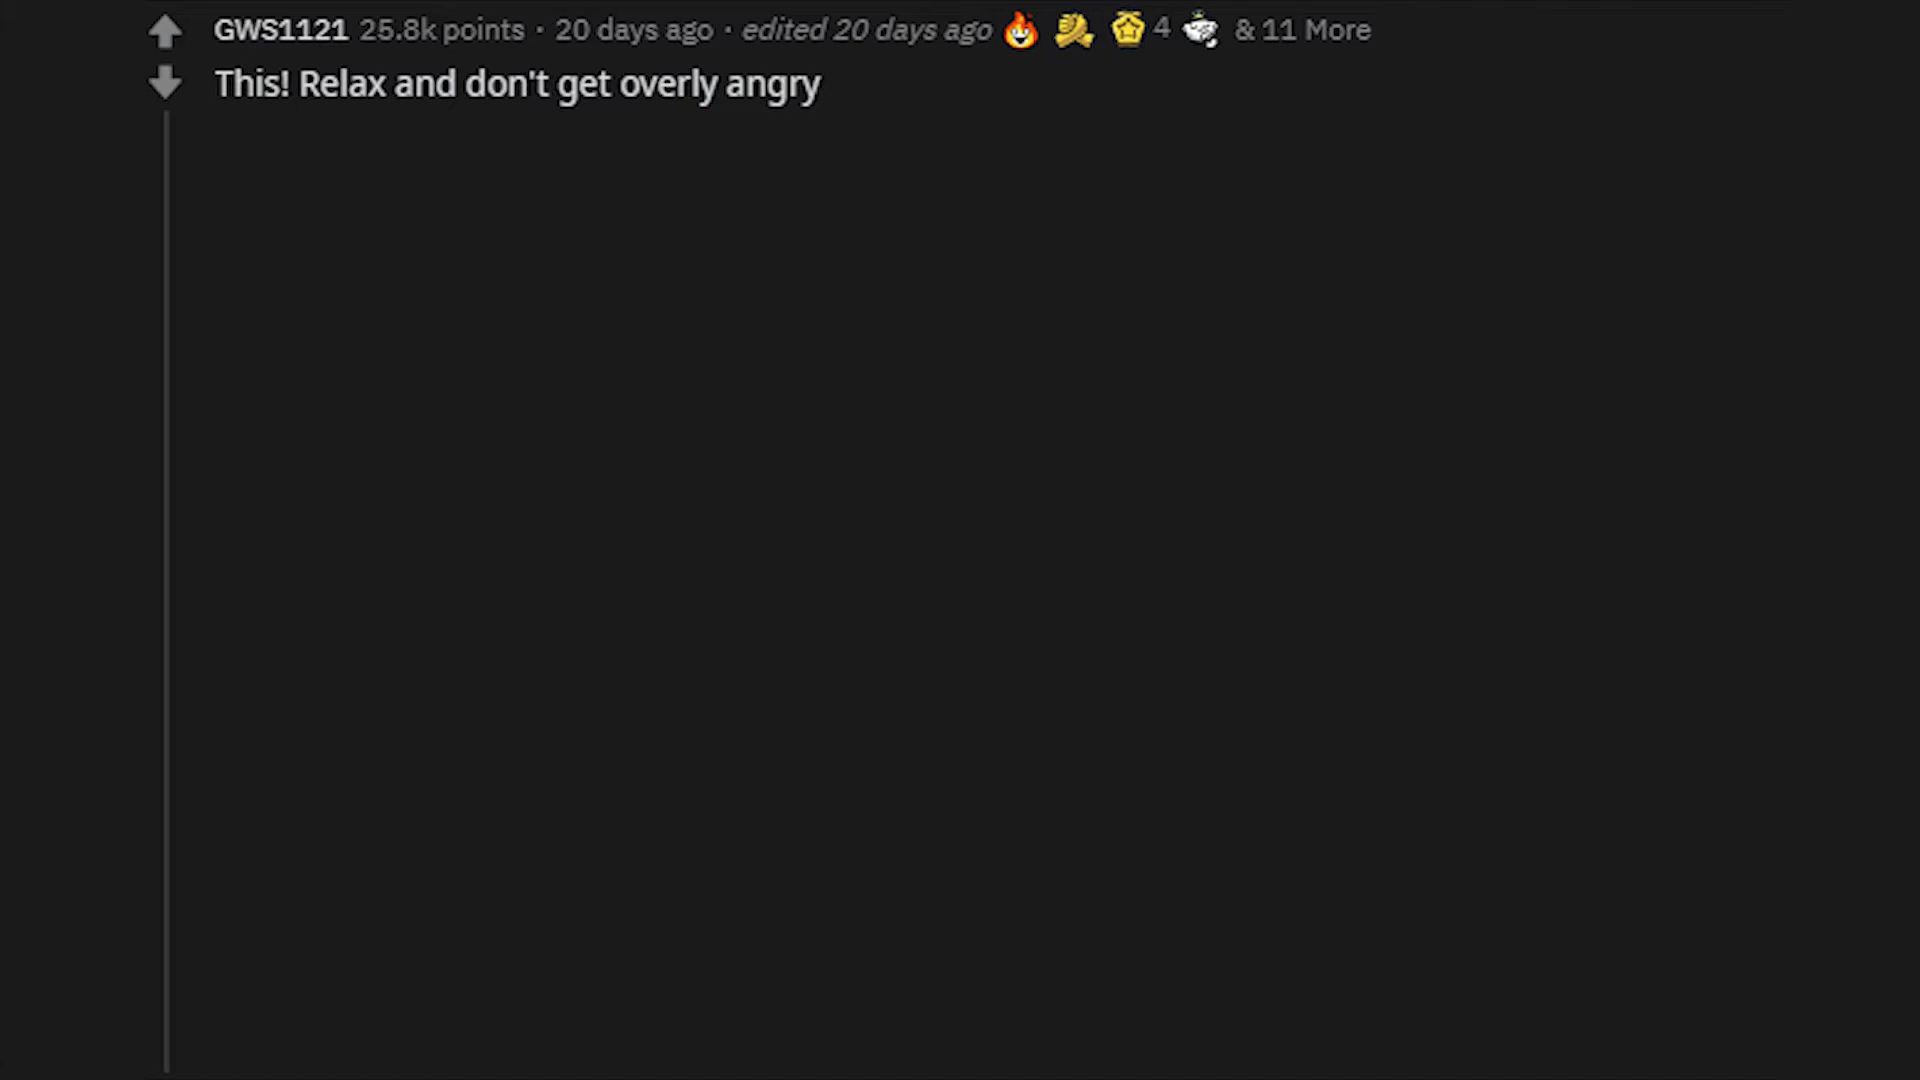 GWS1121 25.8k points · 20 days ago · edited 20 days ago 4 & 11 More
This! Relax and don't get overly angry